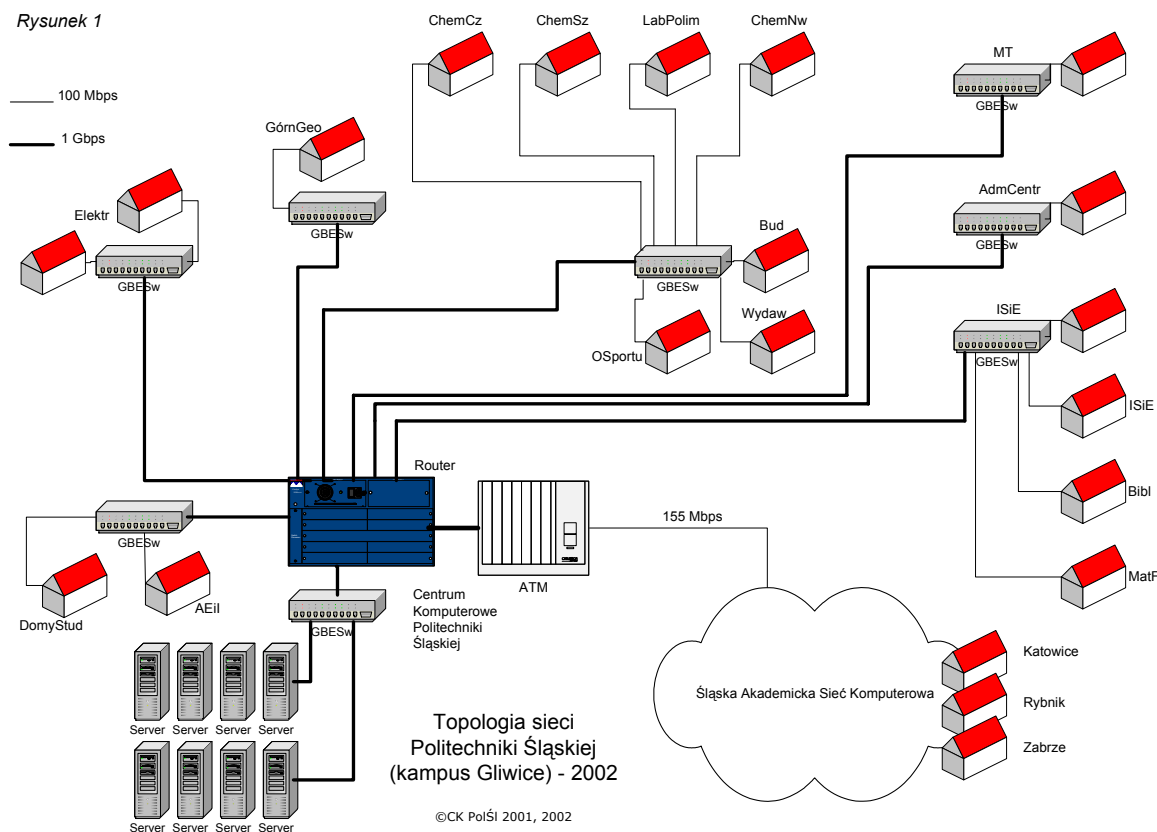 Rysunek 1
100 Mbps
1 Gbps
ChemCz
ChemSz
LabPolim
ChemNw
MT
GBESw
GórnGeo
GBESw
Elektr
GBESw
AdmCentr
GBESw
Bud
GBESw
Wydaw
OSportu
ISiE
GBESw
ISiE
Bibl
MatF
Router
155 Mbps
ATM
GBESw
DomyStud
AEiI
GBESw
Centrum
Komputerowe
Politechniki
Śląskiej
Śląska Akademicka Sieć Komputerowa
Katowice
Rybnik
Zabrze
Server Server Server Server
Server Server Server Server
Topologia sieci
Politechniki Śląskiej
(kampus Gliwice) - 2002
©CK PolŚl 2001, 2002